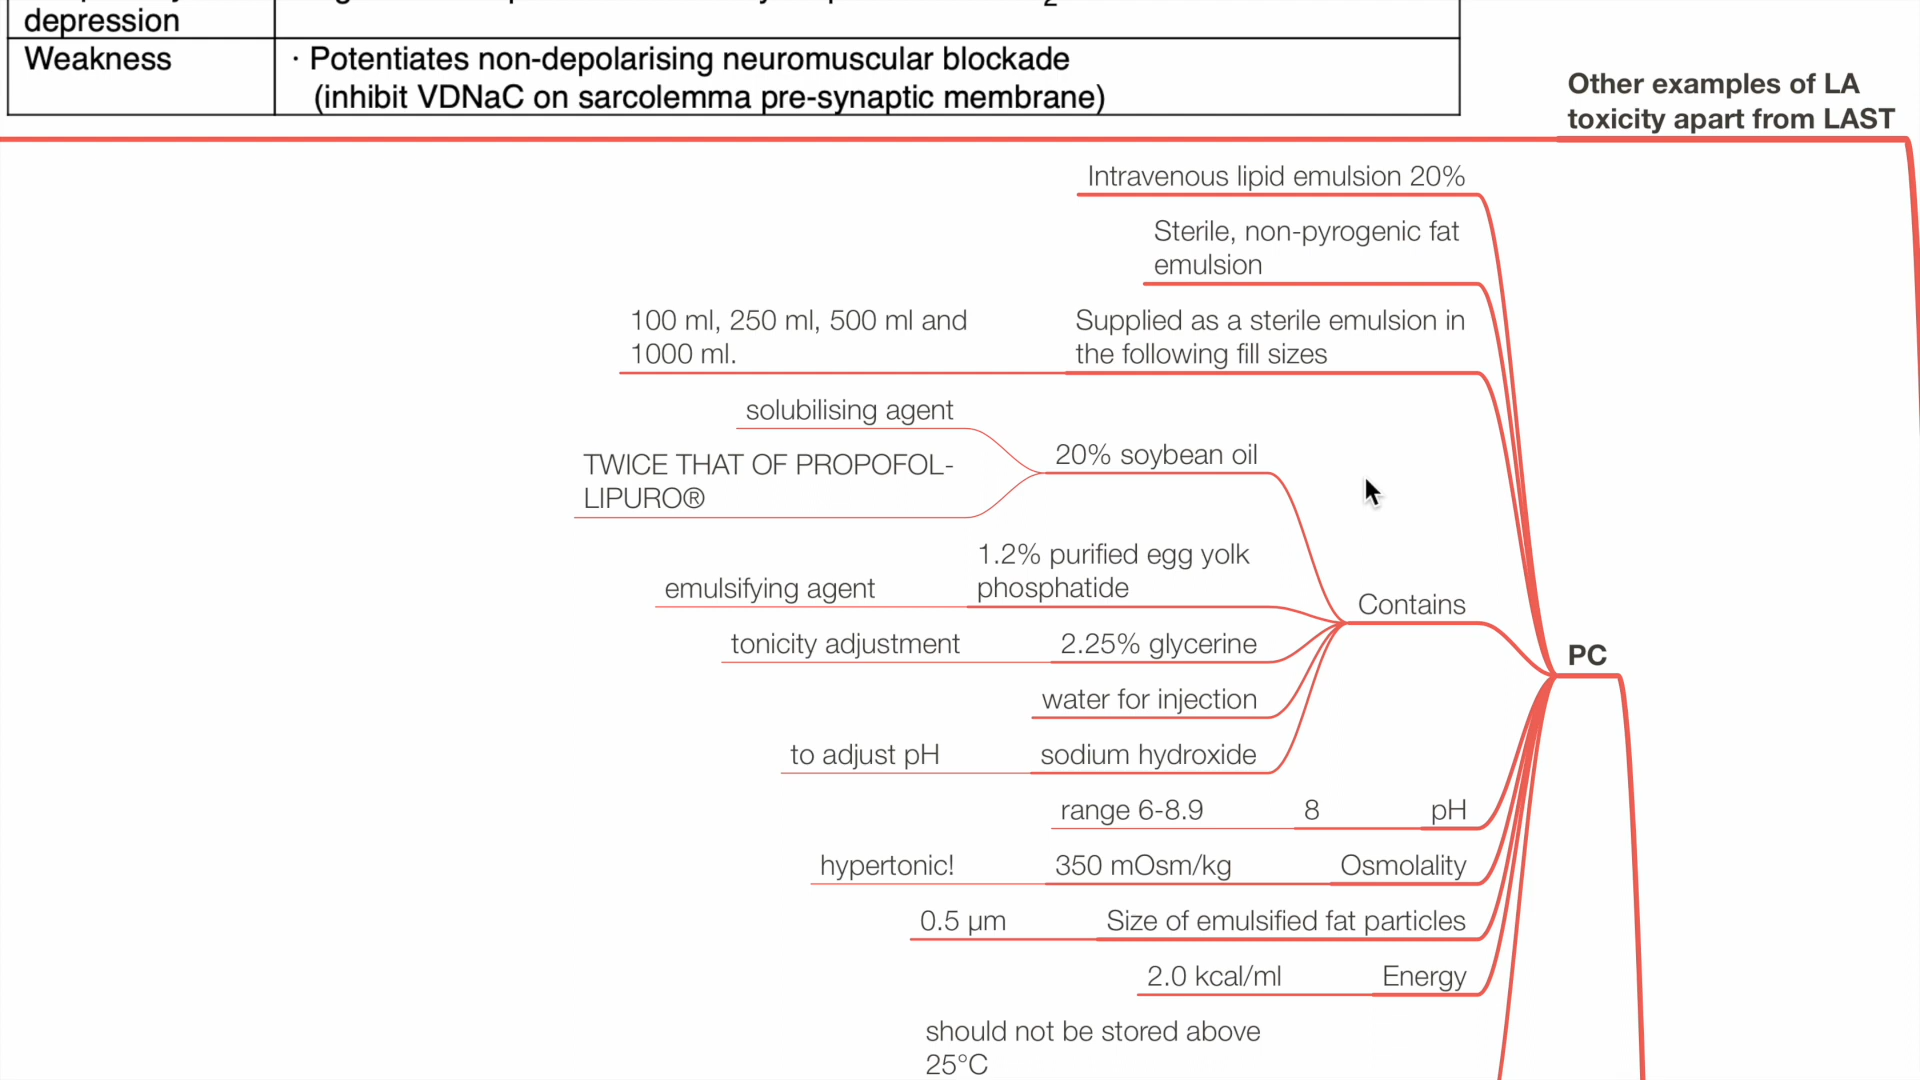 depression
Weakness
· Potentiates non-depolarising neuromuscular blockade
(inhibit VDNaC on sarcolemma pre-synaptic membrane)
Other examples of LA
toxicity apart from LAST
Intravenous lipid emulsion 20%
Sterile, non-pyrogenic fat
emulsion
100 ml, 250 ml, 500 ml and
1000 ml.
Supplied as a sterile emulsion in
the following fill sizes
solubilising agent
TWICE THAT OF PROPOFOL-
LIPURO®
20% soybean oil
1.2% purified egg yolk
phosphatide
emulsifying agent
Contains
tonicity adjustment
2.25% glycerine
PC
water for injection
to adjust pH
sodium hydroxide
range 6-8.9
8
pH
hypertonic!
350 mOsm/kg
Osmolality
0.5 µm
Size of emulsified fat particles
2.0 kcal/ml
Energy
should not be stored above
25°C